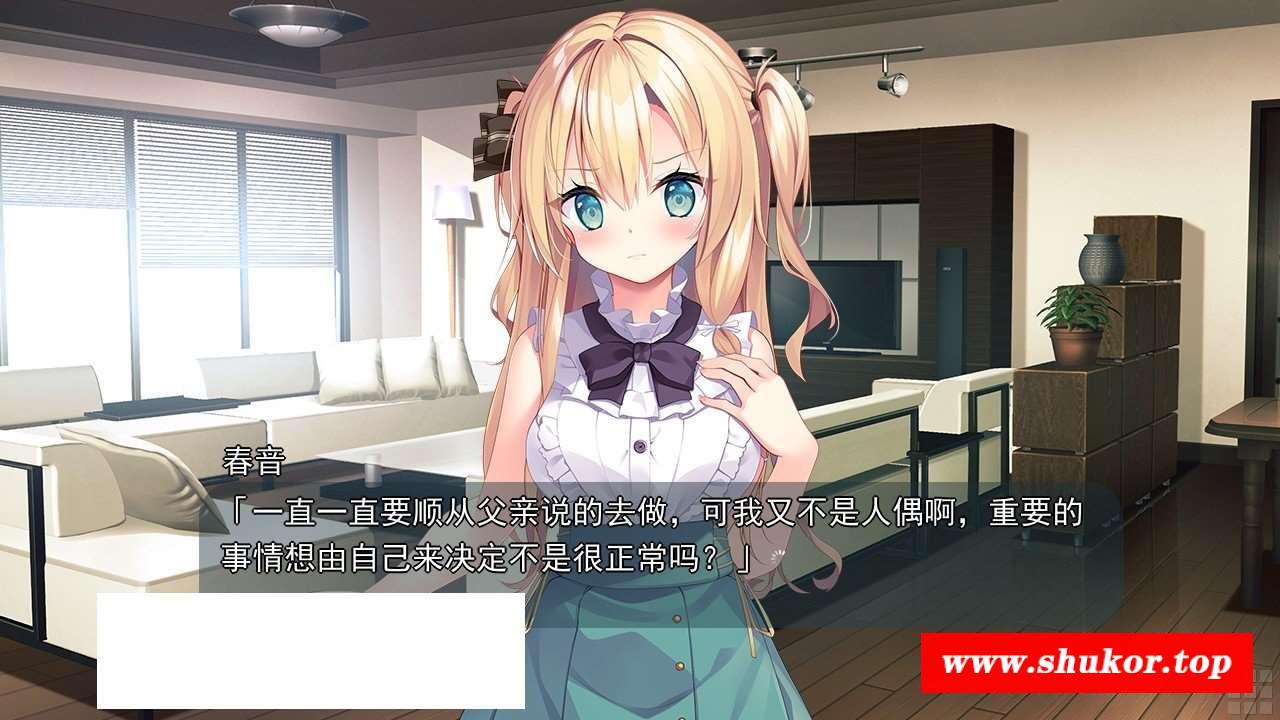 春音
「一直一直要顺从父亲说的去做，可我又不是人偶啊，重要的
事情想由自己来决定不是很正常吗？」
www.shukor.top